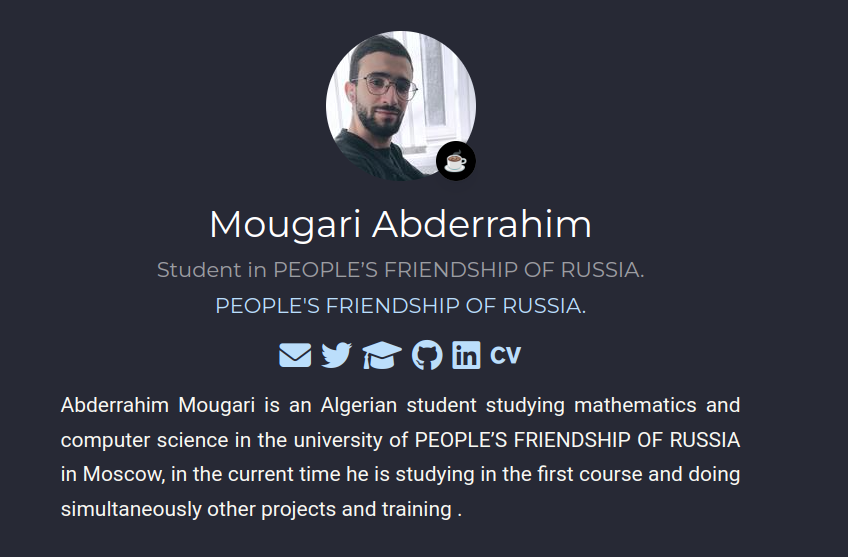 Mougari Abderrahim
Student in PEOPLE’S FRIENDSHIP OF RUSSIA.
PEOPLE'S FRIENDSHIP OF RUSSIA.
CV
Abderrahim Mougari is an Algerian student studying mathematics and
computer science in the university of PEOPLE’S FRIENDSHIP OF RUSSIA
in Moscow, in the current time he is studying in the first course and doing
simultaneously other projects and training .